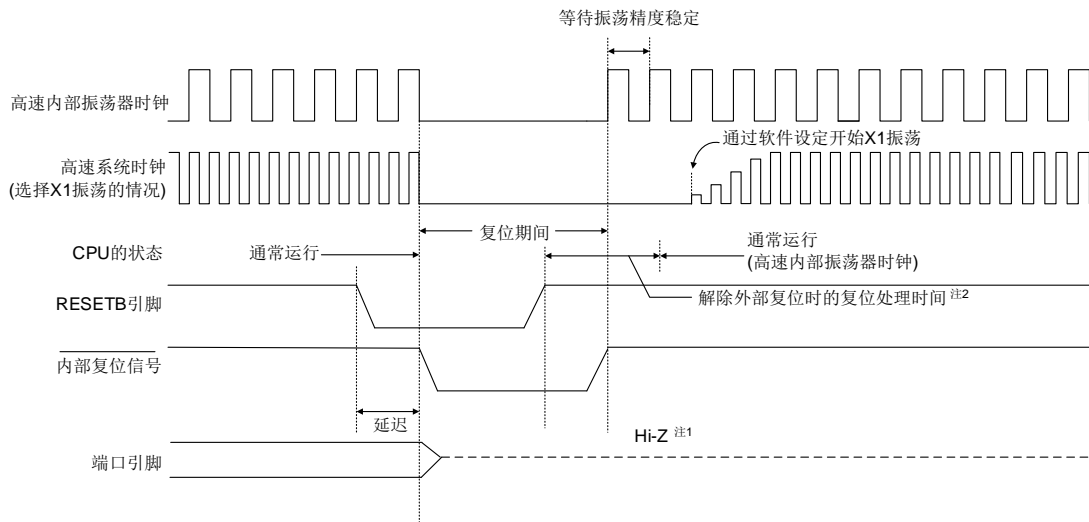 等待振荡精度稳定
高速内部振荡器时钟
通过软件设定开始X1振荡
高速系统时钟
(选择X1振荡的情况)
复位期间
CPU的状态
通常运行
通常运行
(高速内部振荡器时钟)
RESETB引脚
解除外部复位时的复位处理时间 注2
内部复位信号
延迟
Hi-Z 注1
端口引脚